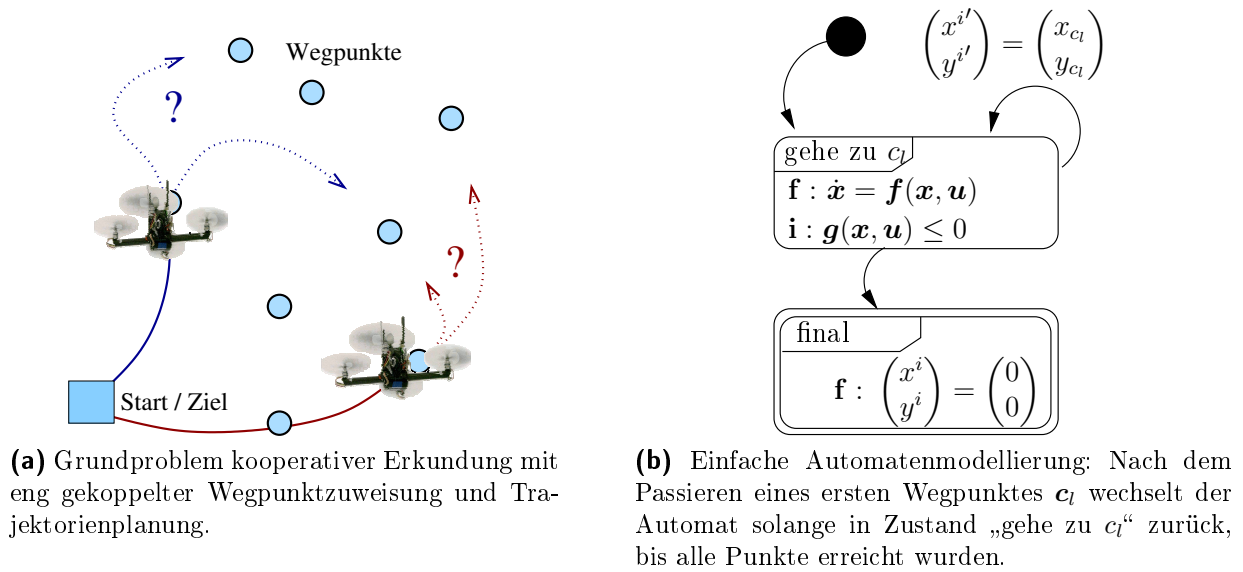 Wegpunkte
?
?
Start / Ziel
(a) Grundproblem kooperativer Erkundung mit
eng gekoppelter Wegpunktzuweisung und Tra-
jektorienplanung.
(x^{i′} y^{i′}) = (x_{c_l} y_{c_l})
gehe zu c_l
f : ẋ = f(x, u)
i : g(x, u) ≤ 0
final
f : (x^i y^i) = (0 0)
(b) Einfache Automatenmodellierung: Nach dem
Passieren eines ersten Wegpunktes c_l wechselt der
Automat solange in Zustand „gehe zu c_l“ zurück,
bis alle Punkte erreicht wurden.